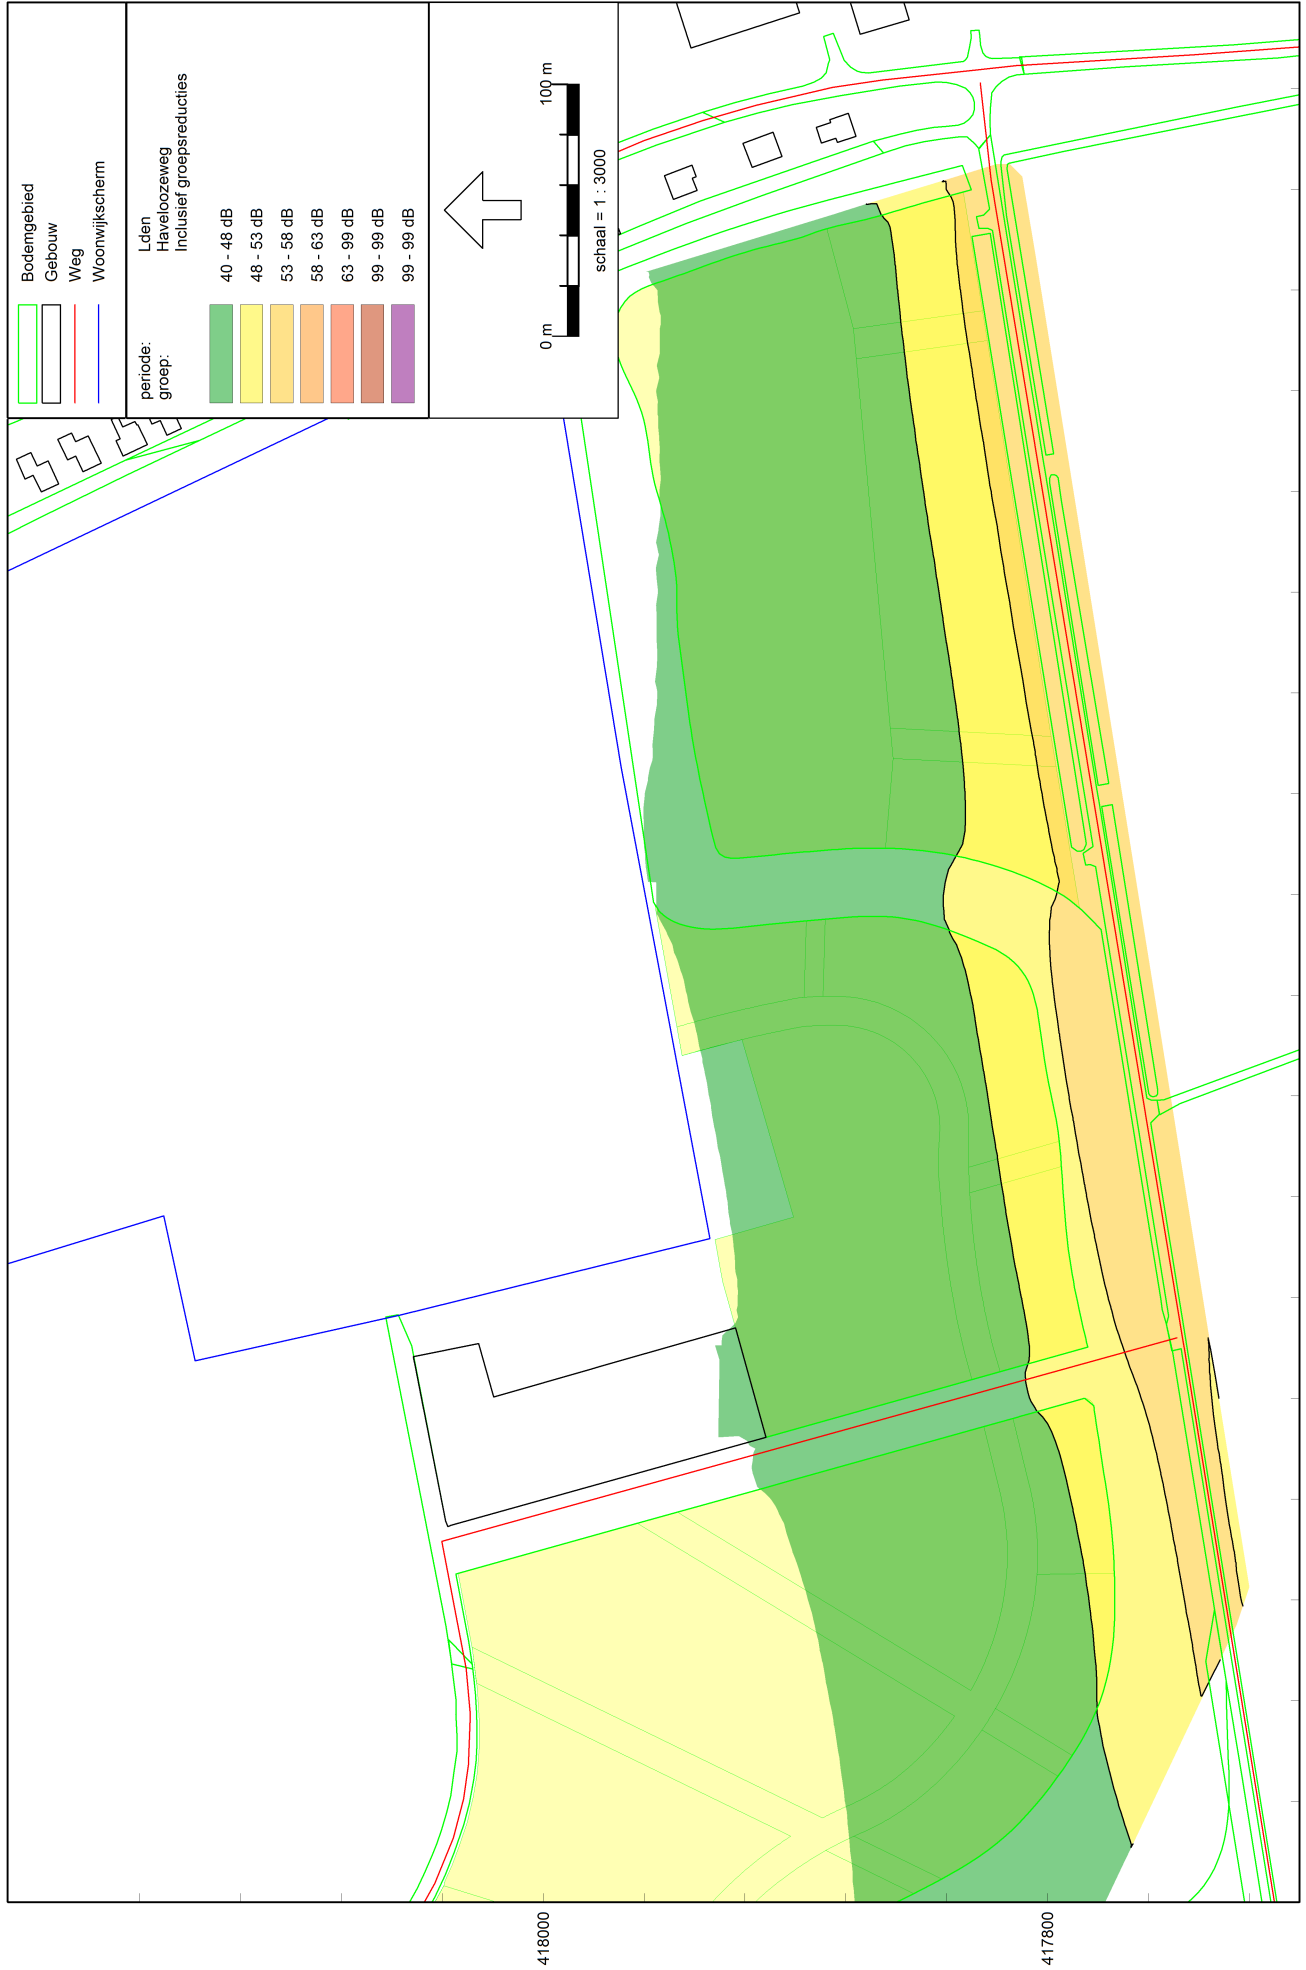 Bodemgebied
Gebouw
Weg
Woonwijkscherm
periode: Lden
groep: Haveloozeweg
Inclusief groepsreducties
40 - 48 dB
48 - 53 dB
53 - 58 dB
58 - 63 dB
63 - 99 dB
99 - 99 dB
99 - 99 dB
0 m 100 m
schaal = 1 : 3000
418000
417800